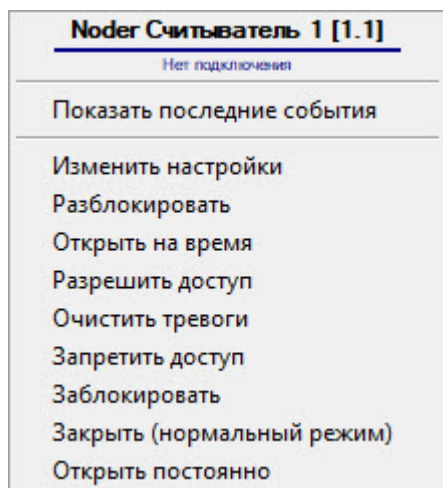 Noder Считыватель 1 [1.1]
Нет подключения
Показать последние события
Изменить настройки
Разблокировать
Открыть на время
Разрешить доступ
Очистить тревоги
Запретить доступ
Заблокировать
Закрыть (нормальный режим)
Открыть постоянно